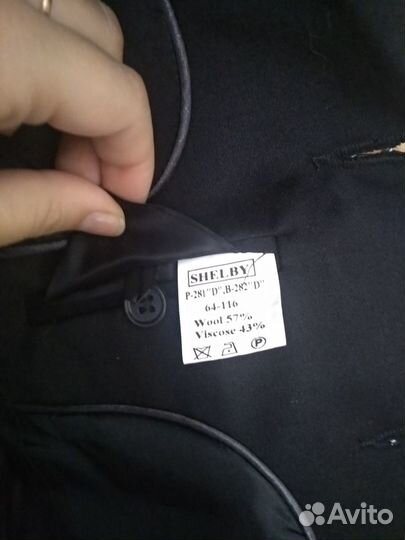 SHELBY
P-281"D",B-282"D"
64-116
Wool 57%
Viscose 43%
P
Avito